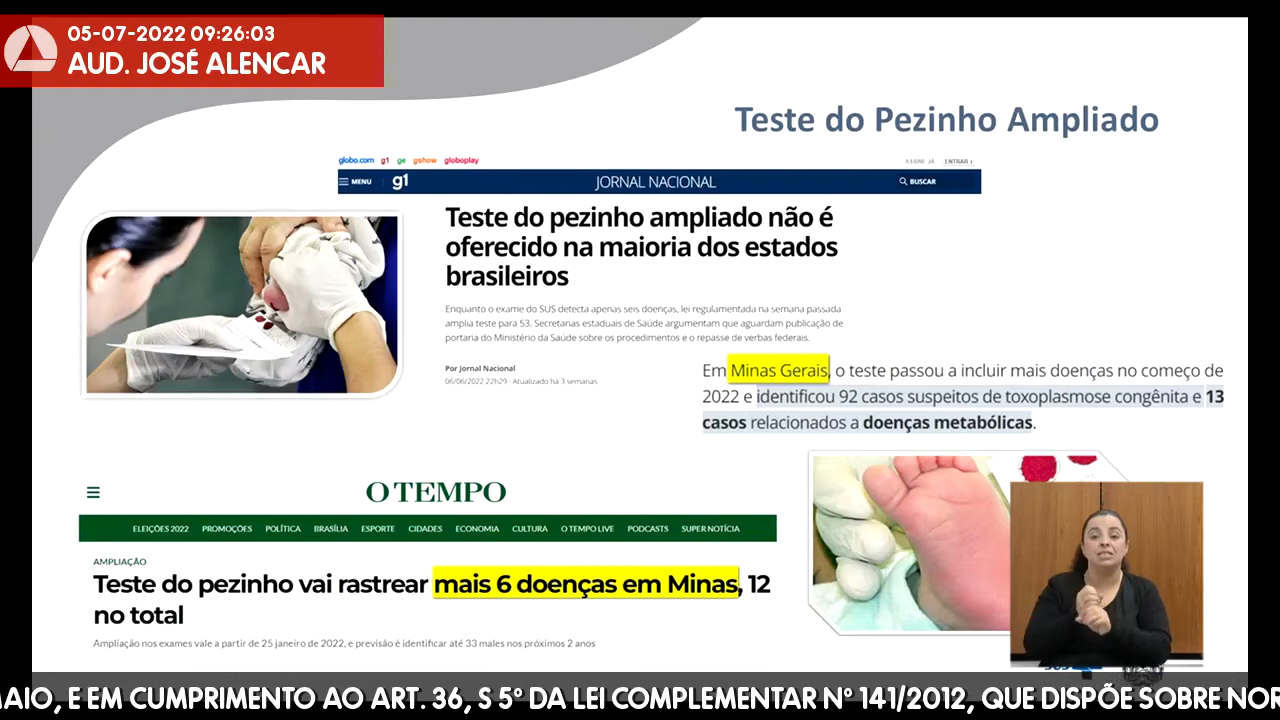 05-07-2022 09:26:03
AUD. JOSÉ ALENCAR
Teste do Pezinho Ampliado
globo.com g1 ge gshow globoplay
ASSINE JÁ ENTRAR ›
MENU g1 JORNAL NACIONAL BUSCAR
Teste do pezinho ampliado não é
oferecido na maioria dos estados
brasileiros
Enquanto o exame do SUS detecta apenas seis doenças, lei regulamentada na semana passada
amplia teste para 53. Secretarias estaduais de Saúde argumentam que aguardam publicação de
portaria do Ministério da Saúde sobre os procedimentos e o repasse de verbas federais.
Por Jornal Nacional
06/06/2022 22h29 · Atualizado há 3 semanas
Em Minas Gerais, o teste passou a incluir mais doenças no começo de
2022 e identificou 92 casos suspeitos de toxoplasmose congênita e 13
casos relacionados a doenças metabólicas.
O TEMPO
ELEIÇÕES 2022 PROMOÇÕES POLÍTICA BRASÍLIA ESPORTE CIDADES ECONOMIA CULTURA O TEMPO LIVE PODCASTS SUPER NOTÍCIA
AMPLIAÇÃO
Teste do pezinho vai rastrear mais 6 doenças em Minas, 12
no total
Ampliação nos exames vale a partir de 25 janeiro de 2022, e previsão é identificar até 33 males nos próximos 2 anos
MAIO, E EM CUMPRIMENTO AO ART. 36, S 5º DA LEI COMPLEMENTAR Nº 141/2012, QUE DISPÕE SOBRE NOR